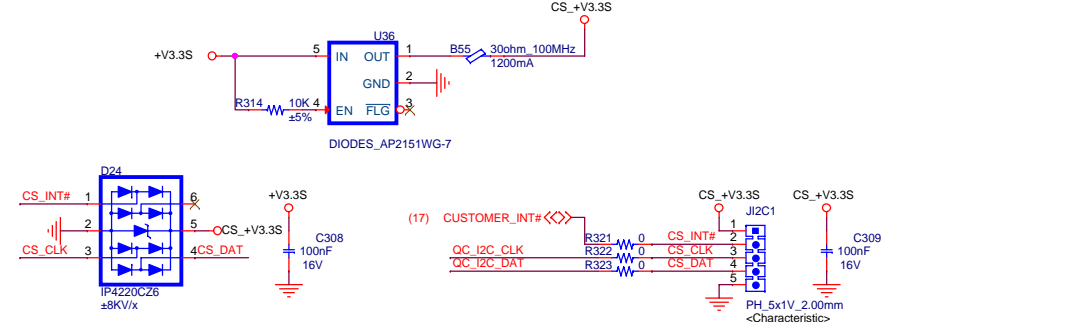 CS_+V3.3S
U36
+V3.3S
5
IN
OUT
1
B55
30ohm_100MHz
1200mA
GND
2
R314
10K
4
EN
FLG
3
±5%
DIODES_AP2151WG-7
D24
CS_INT#
1
6
2
5
CS_+V3.3S
CS_CLK
3
4
CS_DAT
IP4220CZ6
±8KV/x
+V3.3S
C308
100nF
16V
(17)
CUSTOMER_INT#
CS_+V3.3S
CS_+V3.3S
JI2C1
1
R321
0
CS_INT#
2
QC_I2C_CLK
R322
0
CS_CLK
3
QC_I2C_DAT
R323
0
CS_DAT
4
5
C309
100nF
16V
PH_5x1V_2.00mm
<Characteristic>